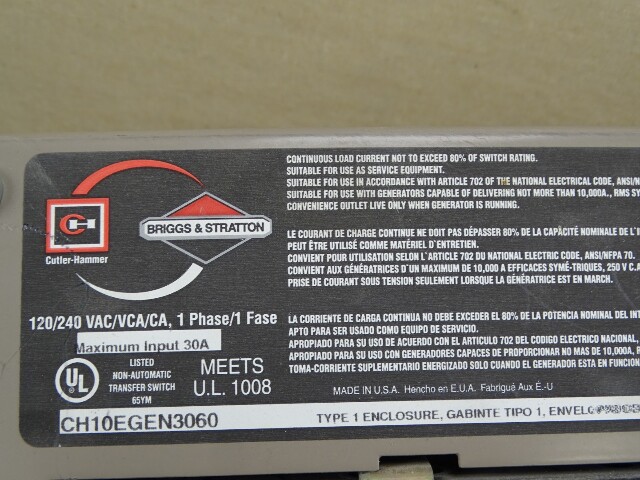 CH
Cutler-Hammer
BRIGGS & STRATTON
120/240 VAC/VCA/CA, 1 Phase/1 Fase
Maximum Input 30A
UL
LISTED
NON-AUTOMATIC
TRANSFER SWITCH
65YM
MEETS
U.L. 1008
CH10EGEN3060
CONTINUOUS LOAD CURRENT NOT TO EXCEED 80% OF SWITCH RATING.
SUITABLE FOR USE AS SERVICE EQUIPMENT.
SUITABLE FOR USE IN ACCORDANCE WITH ARTICLE 702 OF THE NATIONAL ELECTRICAL CODE, ANSI/N
SUITABLE FOR USE WITH GENERATORS CAPABLE OF DELIVERING NOT MORE THAN 10,000A., RMS SY
CONVENIENCE OUTLET LIVE ONLY WHEN GENERATOR IS RUNNING.
LE COURANT DE CHARGE CONTINUE NE DOIT PAS DÉPASSER 80% DE LA CAPACITÉ NOMINALE DE L'I
PEUT ÊTRE UTILISÉ COMME MATÉRIEL D'ENTRETIEN.
CONVIENT POUR UTILISATION SELON L'ARTICLE 702 DU NATIONAL ELECTRIC CODE, ANSI/NFPA 70.
CONVIENT AUX GÉNÉRATRICES D'UN MAXIMUM DE 10,000 A EFFICACES SYMÉ-TRIQUES, 250 V C.A
PRISE DE COURANT SOUS TENSION SEULEMENT LORSQUE LA GÉNÉRATRICE EST EN MARCH.
LA CORRIENTE DE CARGA CONTINUA NO DEBE EXCEDER EL 80% DE LA POTENCIA NOMINAL DEL INT
APTO PARA SER USADO COMO EQUIPO DE SERVICIO.
APROPIADO PARA SU USO DE ACUERDO CON EL ARTICULO 702 DEL CODIGO ELECTRICO NACIONAL,
APROPIADO PARA SU USO CON GENERADORES CAPACES DE PROPORCIONAR NO MAS DE 10,000A, R
TOMA-CORRIENTE SUPLEMENTARIO ENERGIZADO SOLO CUANDO EL GENERADOR ESTA EN FUNCION
MADE IN U.S.A. Hencho en E.U.A. Fabriqué Aux É.-U
TYPE 1 ENCLOSURE, GABINTE TIPO 1,